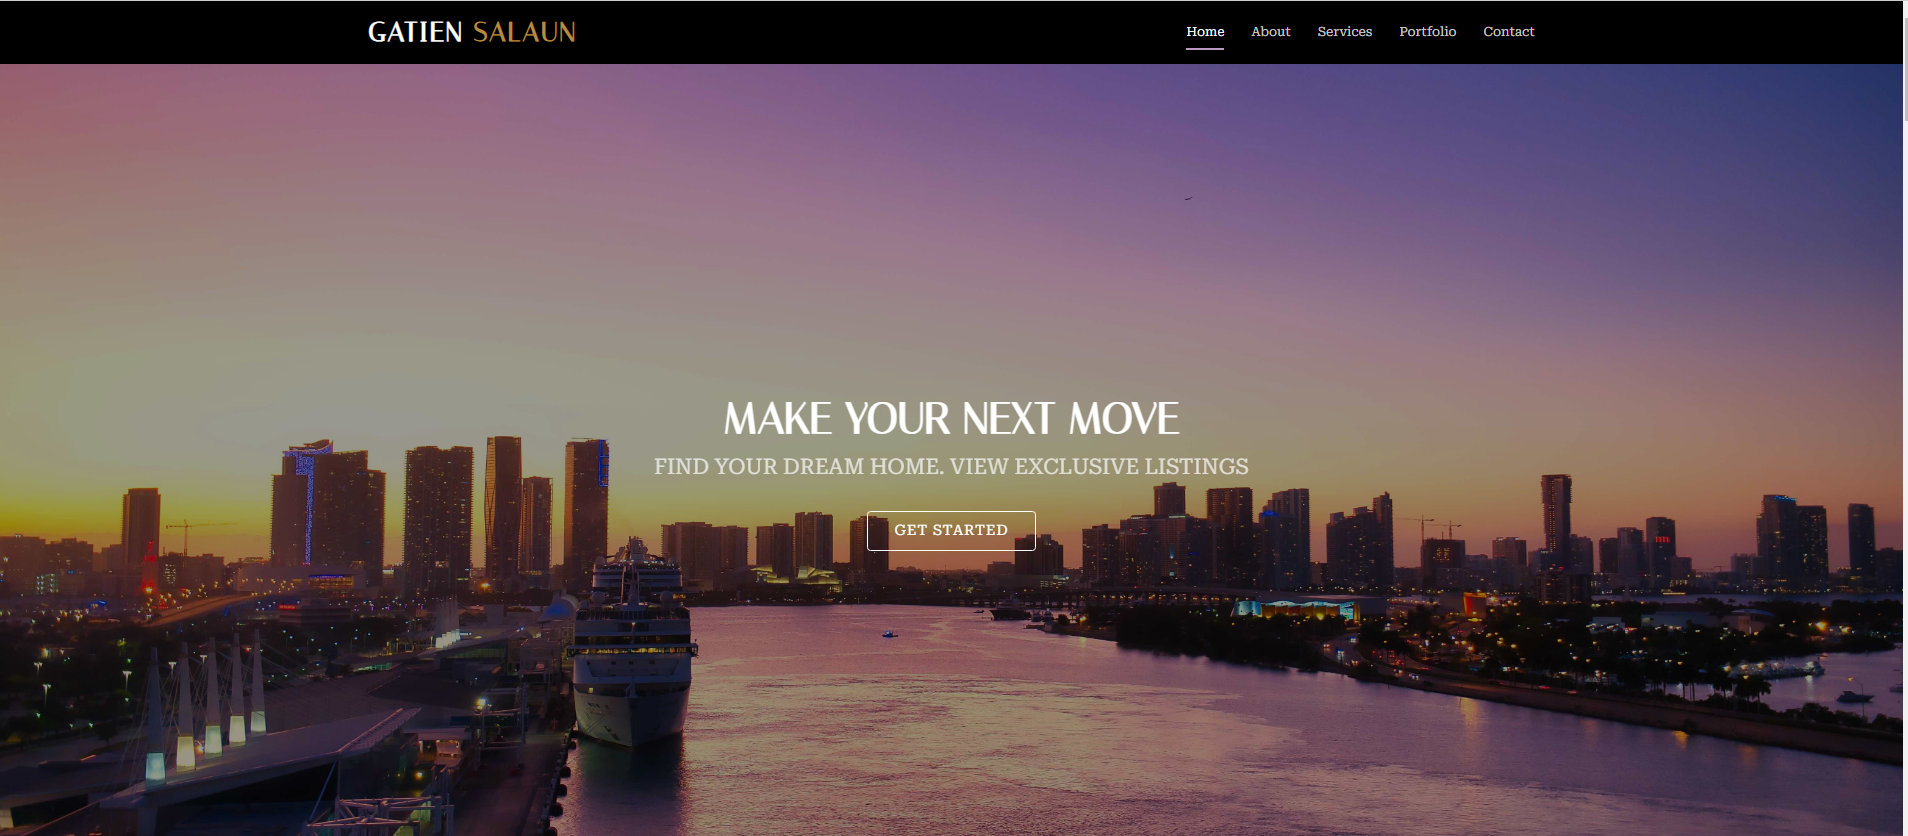 GATIEN SALAUN
Home About Services Portfolio Contact
MAKE YOUR NEXT MOVE
FIND YOUR DREAM HOME. VIEW EXCLUSIVE LISTINGS
GET STARTED